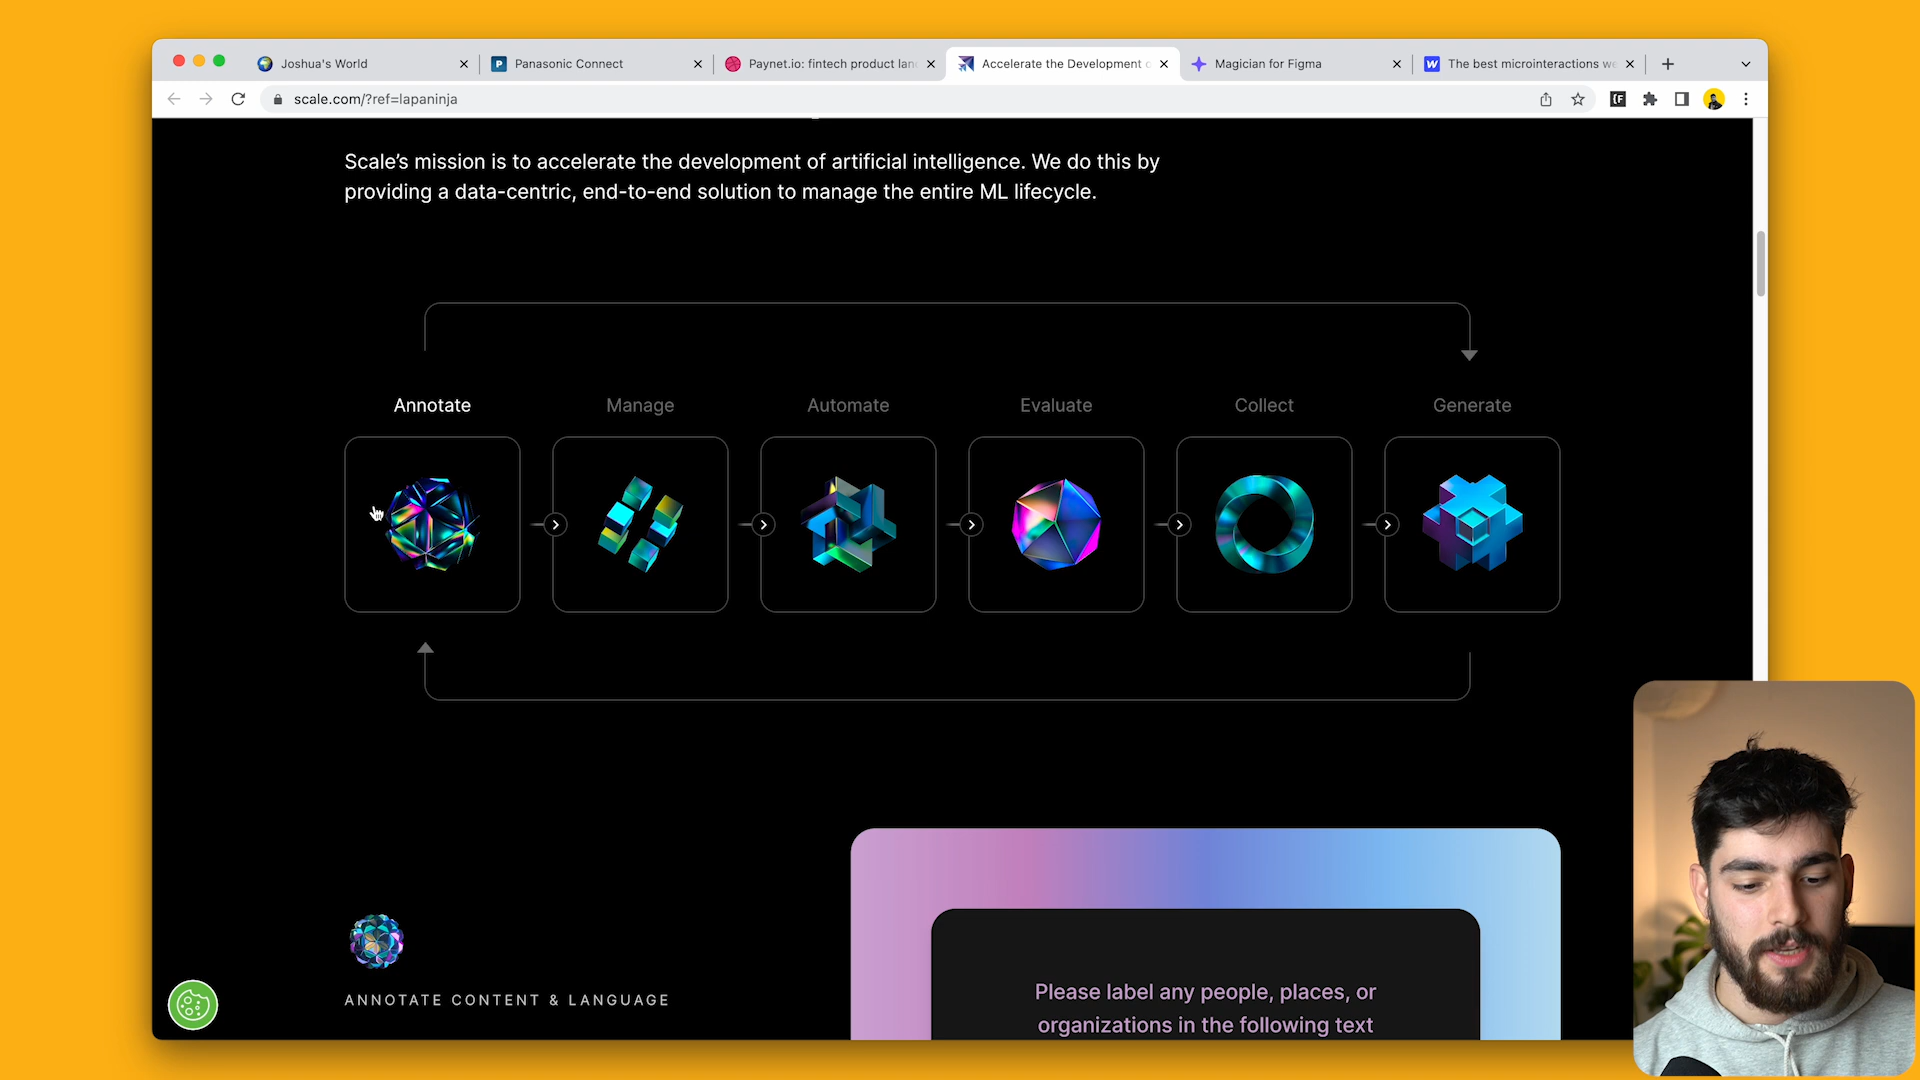 Joshua's World
Panasonic Connect
Paynet.io: fintech product lan
Accelerate the Development o
Magician for Figma
The best microinteractions we
scale.com/?ref=lapaninja
Scale's mission is to accelerate the development of artificial intelligence. We do this by
providing a data-centric, end-to-end solution to manage the entire ML lifecycle.
Annotate
Manage
Automate
Evaluate
Collect
Generate
ANNOTATE CONTENT & LANGUAGE
Please label any people, places, or
organizations in the following text